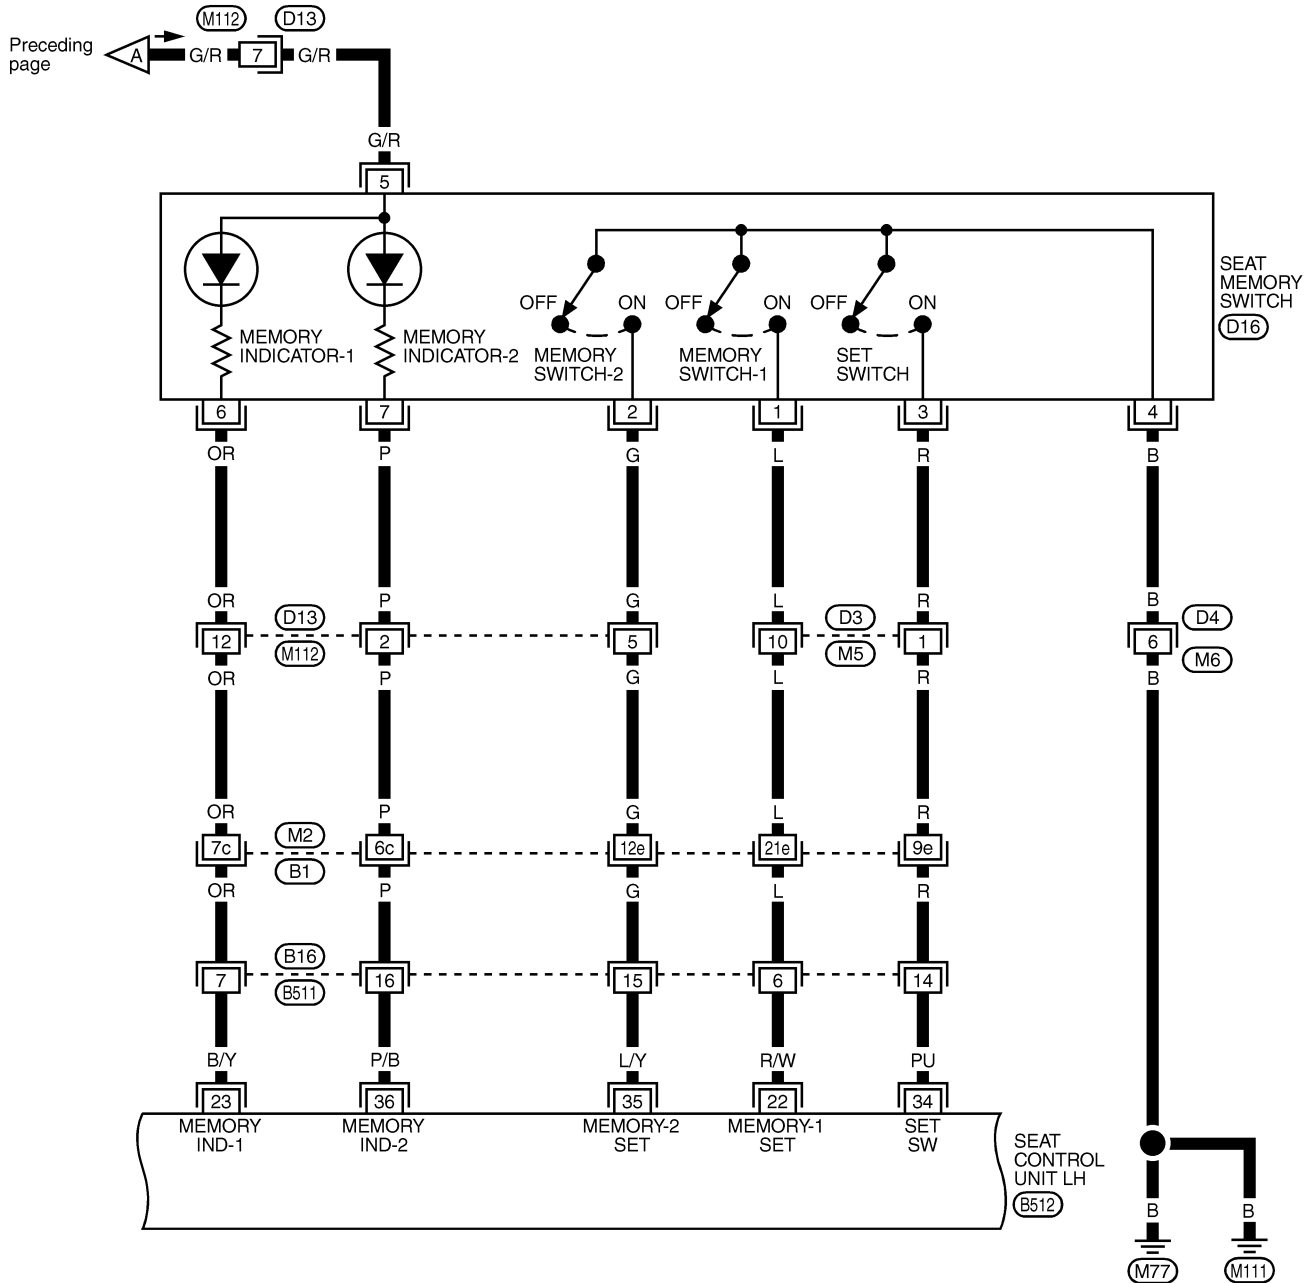 M112 D13
Preceding
page
A G/R 7 G/R
G/R
5
SEAT
MEMORY
SWITCH
D16
OFF ON OFF ON OFF ON
MEMORY
INDICATOR-1
MEMORY
INDICATOR-2
MEMORY
SWITCH-2
MEMORY
SWITCH-1
SET
SWITCH
6 7 2 1 3 4
OR P G L R B
OR P G L R B
D13 D3 D4
12 2 5 10 1 6
M112 M5 M6
OR P G L R B
OR P G L R
M2
7c 6c 12e 21e 9e
B1
OR P G L R
B16
7 16 15 6 14
B511
B/Y P/B L/Y R/W PU
23 36 35 22 34
MEMORY
IND-1
MEMORY
IND-2
MEMORY-2
SET
MEMORY-1
SET
SET
SW
SEAT
CONTROL
UNIT LH
B512
B B
M77 M111